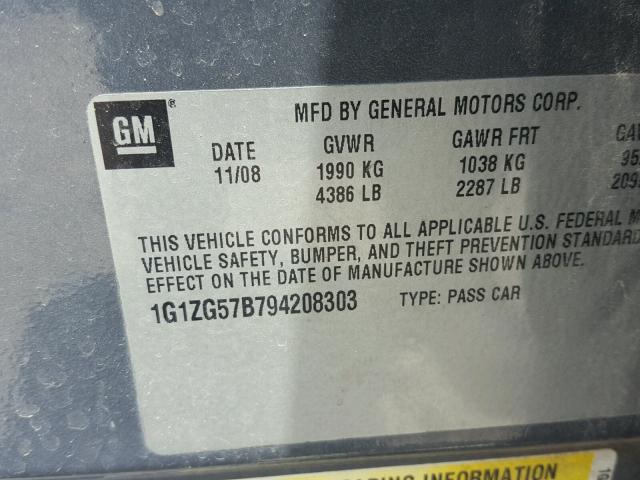 GM®
MFD BY GENERAL MOTORS CORP.
DATE GVWR GAWR FRT
11/08 1990 KG 1038 KG
4386 LB 2287 LB
THIS VEHICLE CONFORMS TO ALL APPLICABLE U.S. FEDERAL M
VEHICLE SAFETY, BUMPER, AND THEFT PREVENTION STANDARD
EFFECT ON THE DATE OF MANUFACTURE SHOWN ABOVE.
1G1ZG57B794208303 TYPE: PASS CAR
INFORMATION